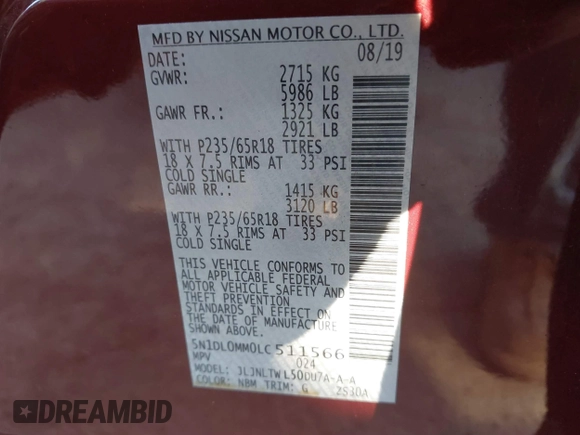 MFD BY NISSAN MOTOR CO., LTD.
DATE: 08/19
GVWR: 2715 KG
5986 LB
GAWR FR.: 1325 KG
2921 LB
WITH P235/65R18 TIRES
18 X 7.5 RIMS AT 33 PSI
COLD SINGLE
GAWR RR.: 1415 KG
3120 LB
WITH P235/65R18 TIRES
18 X 7.5 RIMS AT 33 PSI
COLD SINGLE
THIS VEHICLE CONFORMS TO
ALL APPLICABLE FEDERAL
MOTOR VEHICLE SAFETY AND
THEFT PREVENTION
STANDARDS IN EFFECT ON
THE DATE OF MANUFACTURE
SHOWN ABOVE.
5N1DL0MM0LC511566
MPV 024
MODEL: JLJNLTWL50DU7A-A-A
COLOR: NBM TRIM: G 2S30A
AutoBidCar